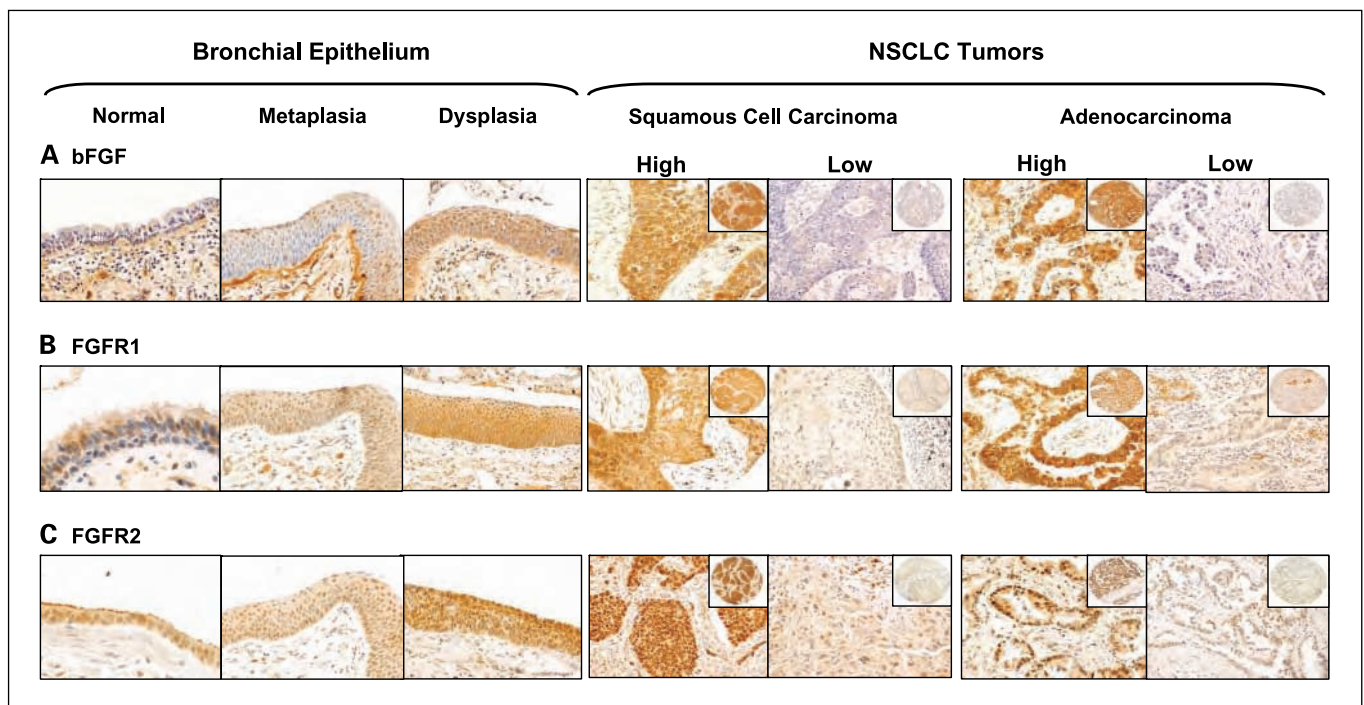 Bronchial Epithelium NSCLC Tumors
Normal Metaplasia Dysplasia Squamous Cell Carcinoma Adenocarcinoma
A bFGF
High Low High Low
B FGFR1
C FGFR2